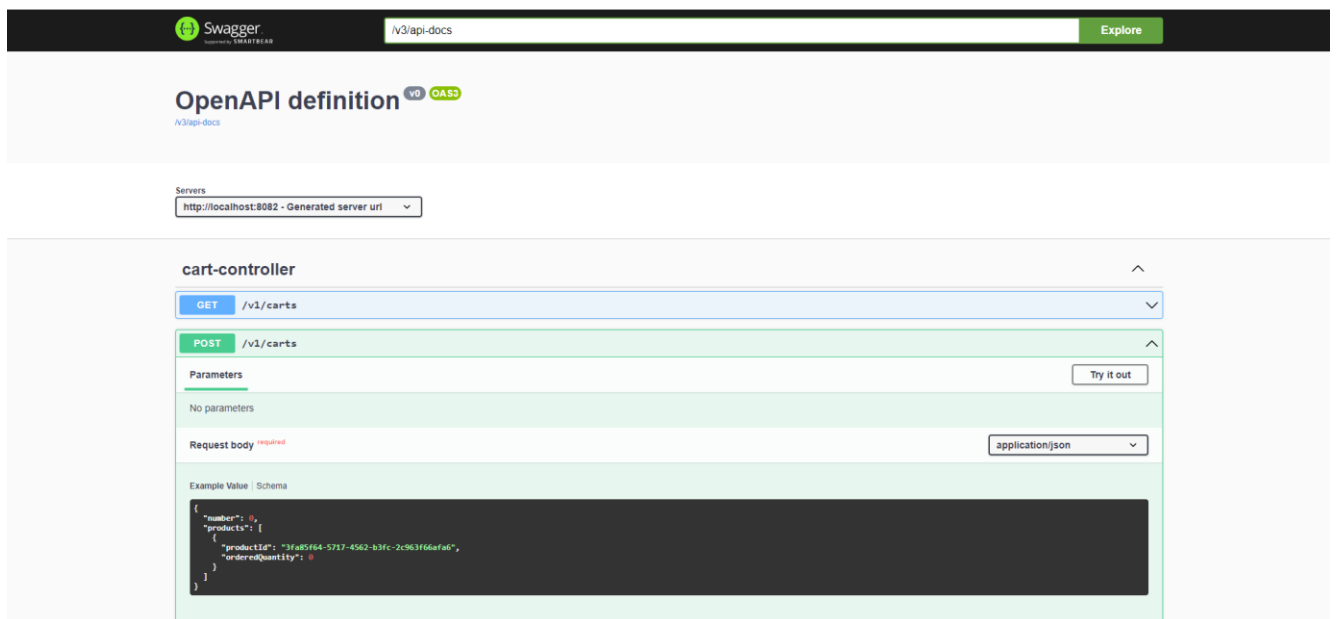 Swagger.
Supported by SMARTBEAR
/v3/api-docs
Explore
OpenAPI definition v0 OAS3
/v3/api-docs
Servers
http://localhost:8082 - Generated server url
cart-controller
GET /v1/carts
POST /v1/carts
Parameters
Try it out
No parameters
Request body required
application/json
Example Value | Schema
{
"number": 0,
"products": [
{
"productId": "3fa85f64-5717-4562-b3fc-2c963f66afa6",
"orderedQuantity": 0
}
]
}